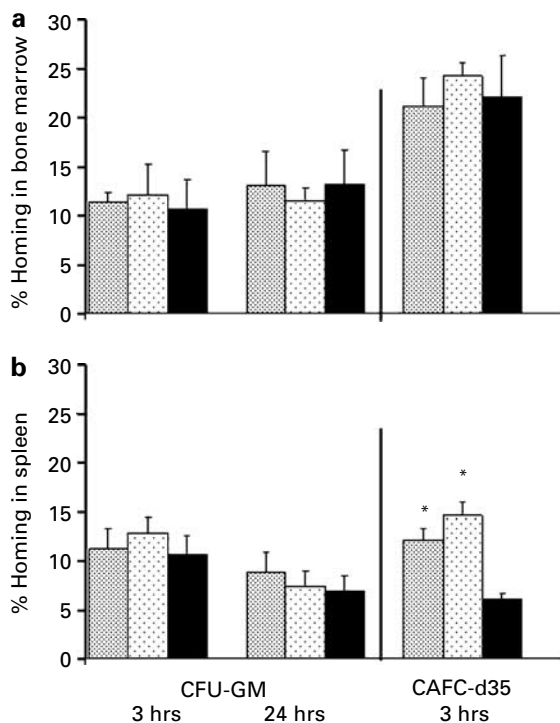 a
% Homing in bone marrow
30
25
20
15
10
5
0
b
% Homing in spleen
30
25
20
15
10
5
0
*
*
CFU-GM
CAFC-d35
3 hrs
24 hrs
3 hrs